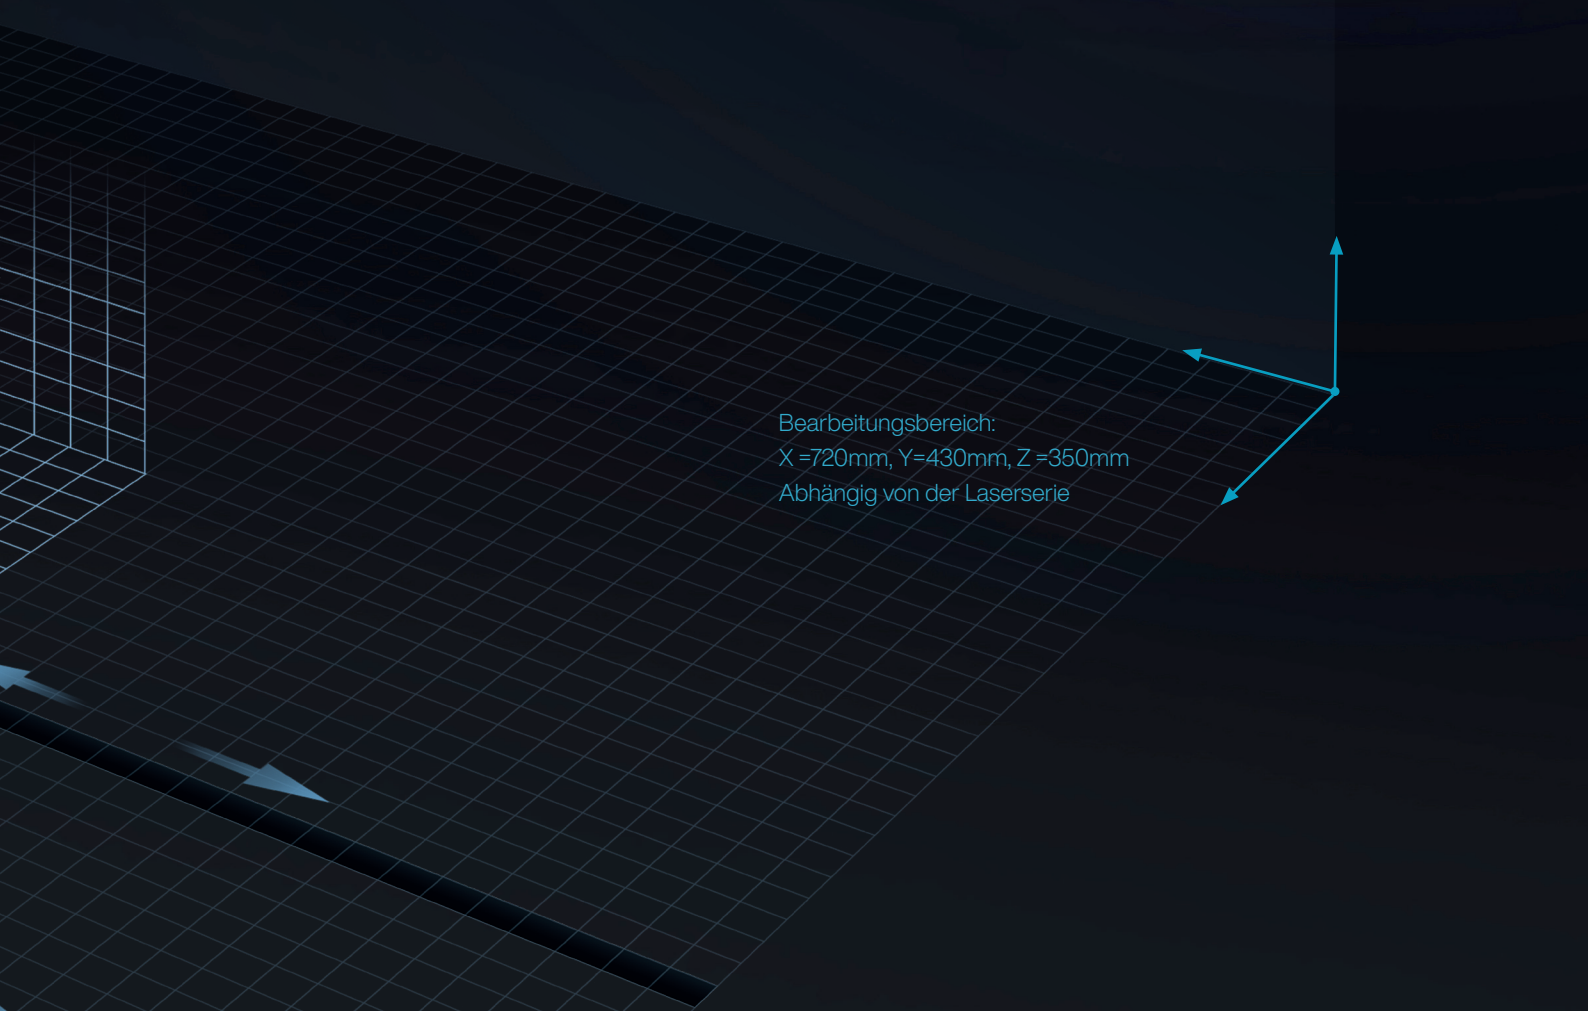 Bearbeitungsbereich:
X =720mm, Y=430mm, Z =350mm
Abhängig von der Laserserie